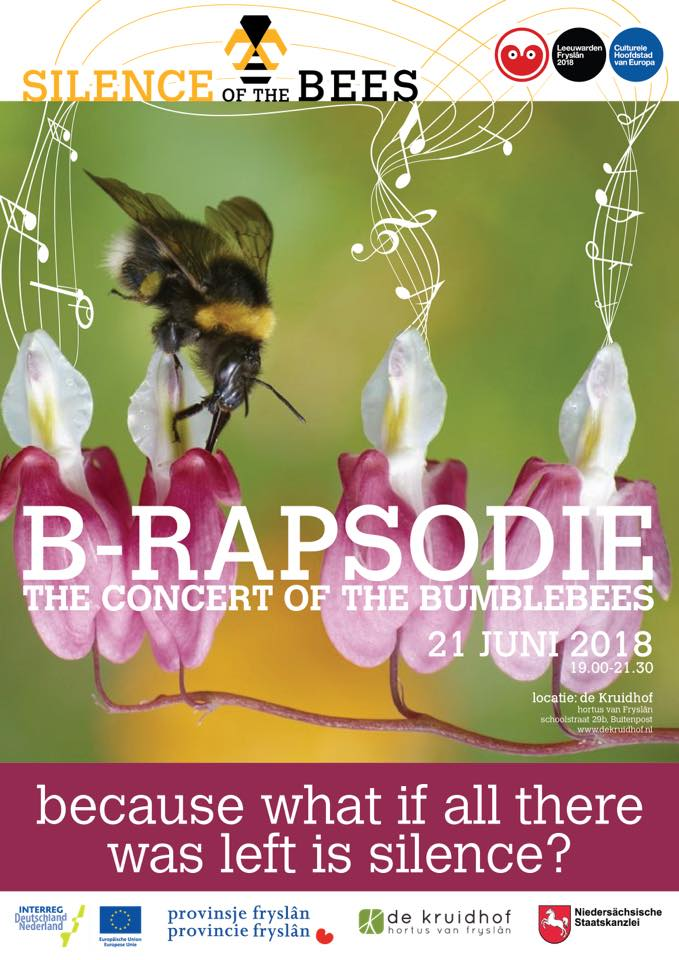 SILENCE OF THE BEES
Leeuwarden
Fryslân
2018
Culturele
Hoofdstad
van Europa
B-RAPSODIE
THE CONCERT OF THE BUMBLEBEES
21 JUNI 2018
19.00-21.30
locatie: de Kruidhof
hortus van Fryslân
schoolstraat 29b, Buitenpost
www.dekruidhof.nl
because what if all there
was left is silence?
INTERREG
Deutschland
Nederland
Europäische Union
Europese Unie
provinsje fryslân
provincie fryslân
de kruidhof
hortus van fryslân
Niedersächsische
Staatskanzlei